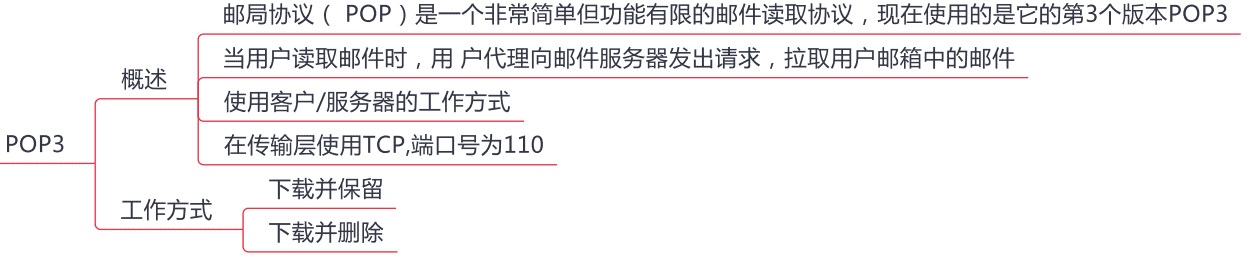 邮局协议（ POP）是一个非常简单但功能有限的邮件读取协议，现在使用的是它的第3个版本POP3
当用户读取邮件时，用 户代理向邮件服务器发出请求，拉取用户邮箱中的邮件
概述
使用客户/服务器的工作方式
在传输层使用TCP,端口号为110
POP3
下载并保留
工作方式
下载并删除